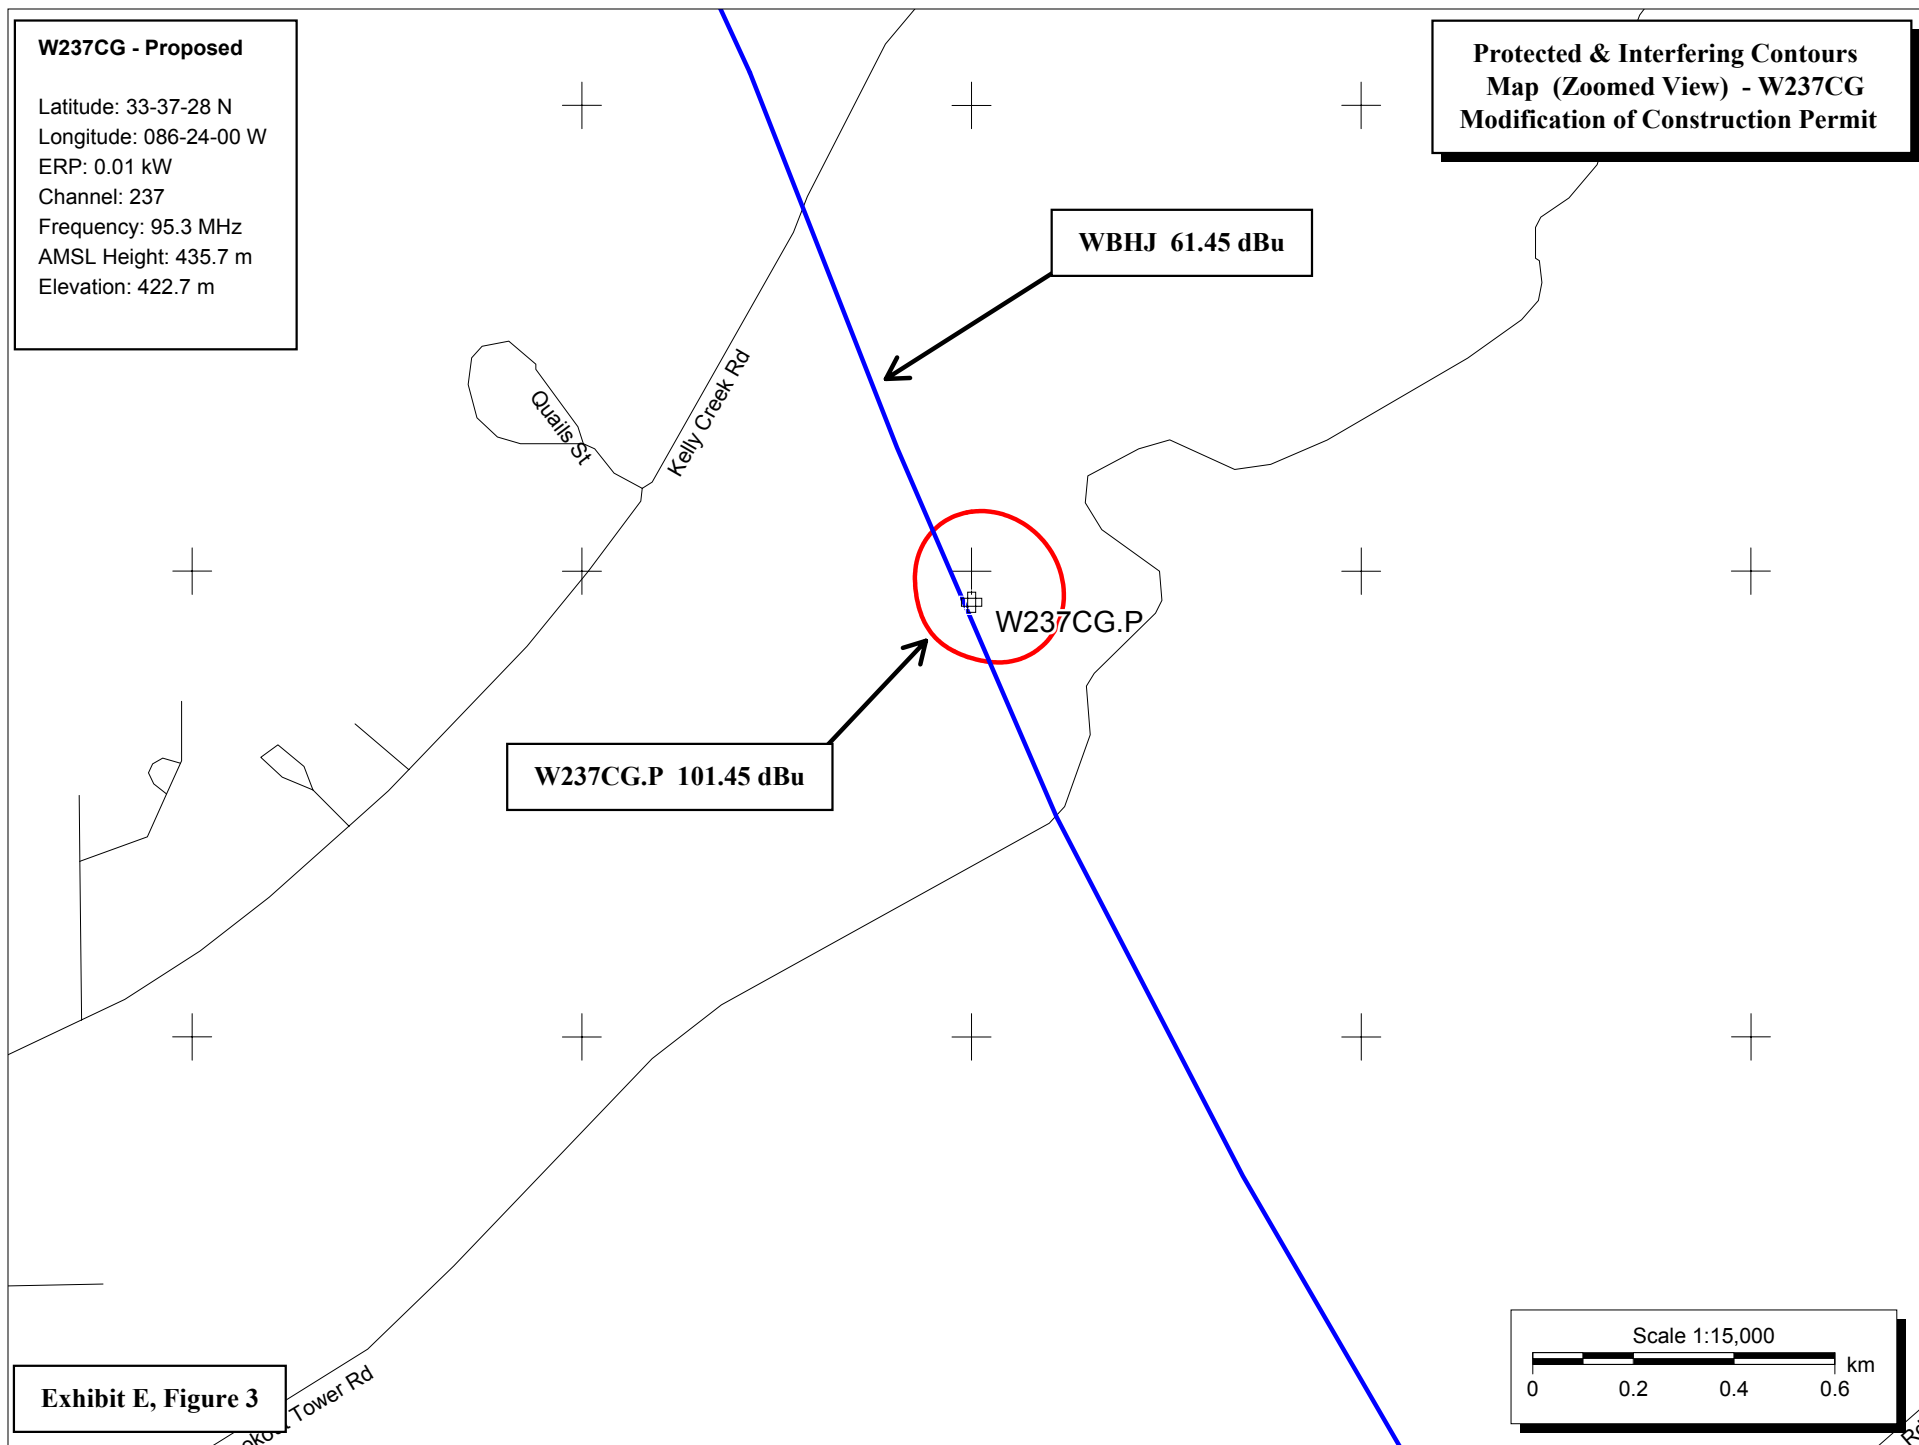 W237CG - Proposed
Latitude: 33-37-28 N
Longitude: 086-24-00 W
ERP: 0.01 kW
Channel: 237
Frequency: 95.3 MHz
AMSL Height: 435.7 m
Elevation: 422.7 m
Protected & Interfering Contours
Map (Zoomed View) - W237CG
Modification of Construction Permit
WBHJ 61.45 dBu
Quails St
Kelly Creek Rd
W237CG.P
W237CG.P 101.45 dBu
Scale 1:15,000
km
0 0.2 0.4 0.6
Exhibit E, Figure 3
Tower Rd